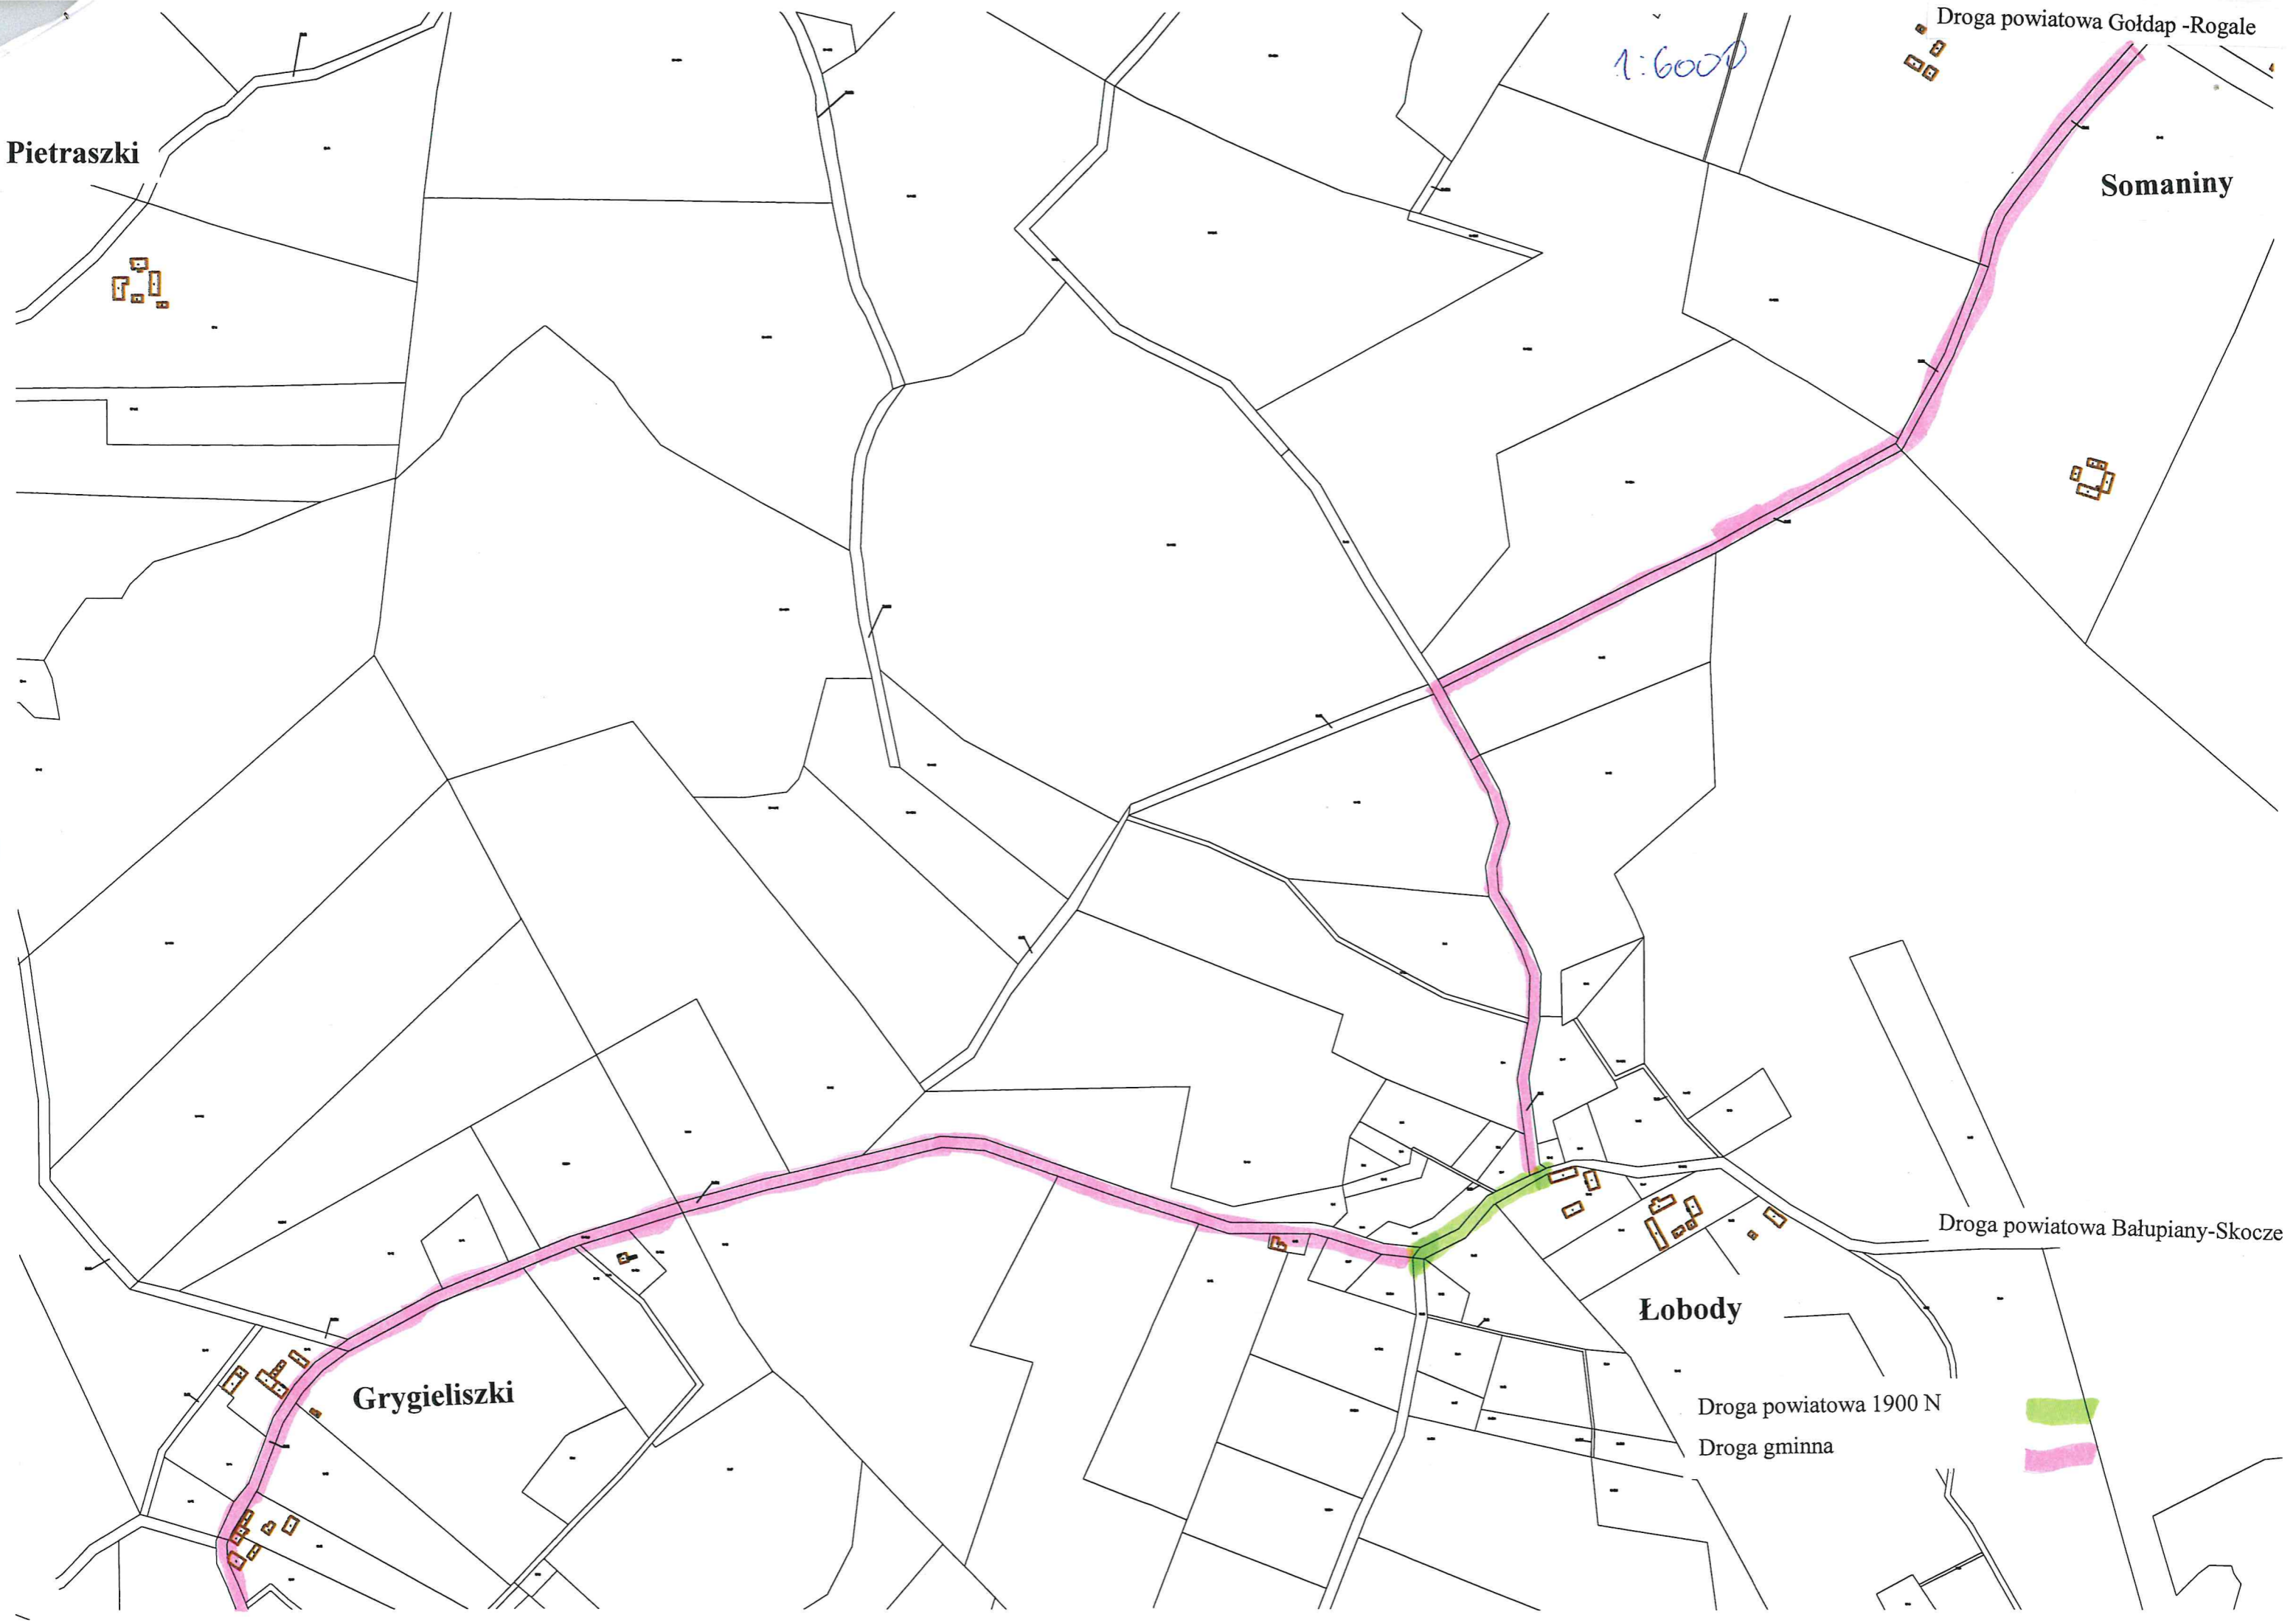 Droga powiatowa Gołdap -Rogale
1:6000
Pietraszki
Somaniny
Droga powiatowa Bałupiany-Skocze
Łobody
Grygieliszki
Droga powiatowa 1900 N
Droga gminna